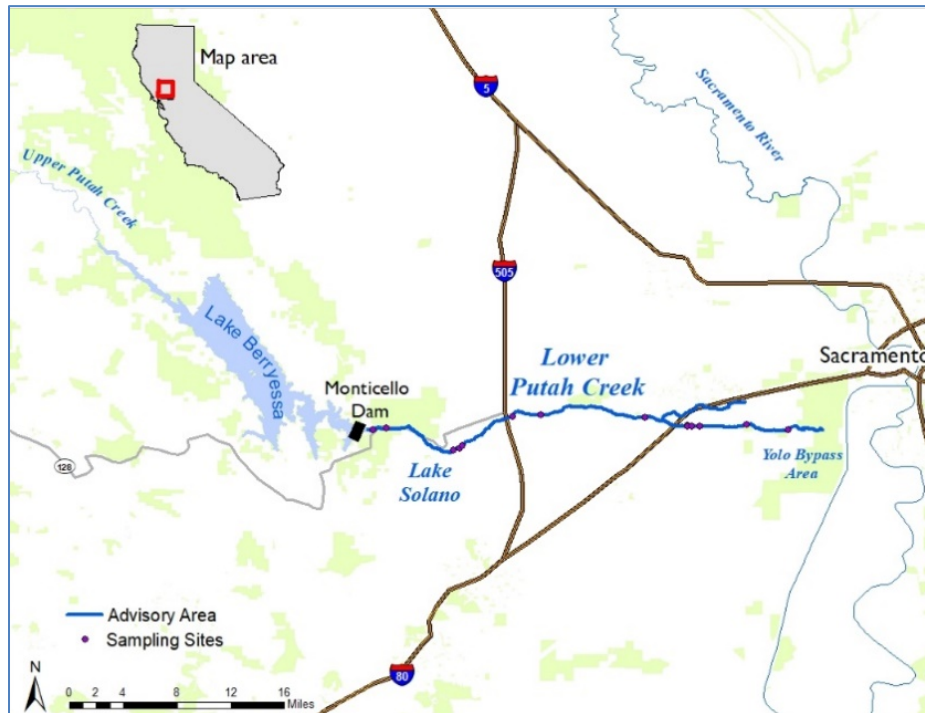 Map area
5
Sacramento River
Upper Putah Creek
505
Lake Berryessa
Lower
Putah Creek
Sacramento
Monticello
Dam
128
Lake
Solano
Yolo Bypass
Area
Advisory Area
Sampling Sites
80
N
0 2 4 8 12 16
Miles